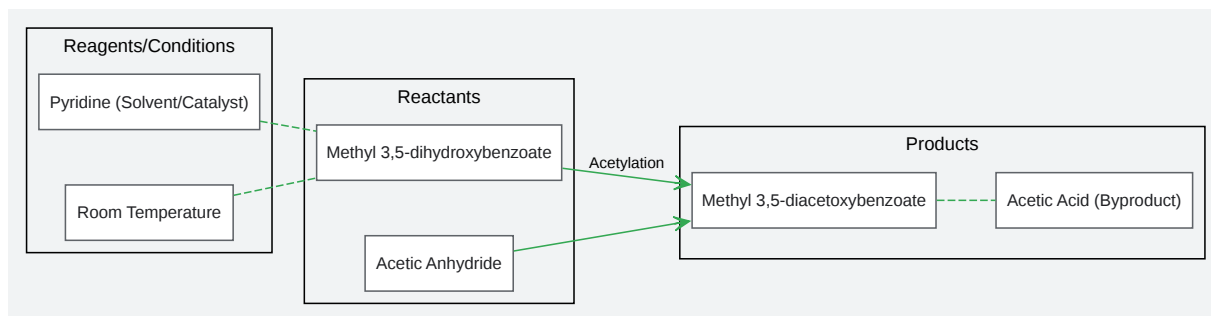 Reagents/Conditions
Pyridine (Solvent/Catalyst)
Room Temperature
Reactants
Methyl 3,5-dihydroxybenzoate
Acetic Anhydride
Acetylation
Products
Methyl 3,5-diacetoxybenzoate
Acetic Acid (Byproduct)